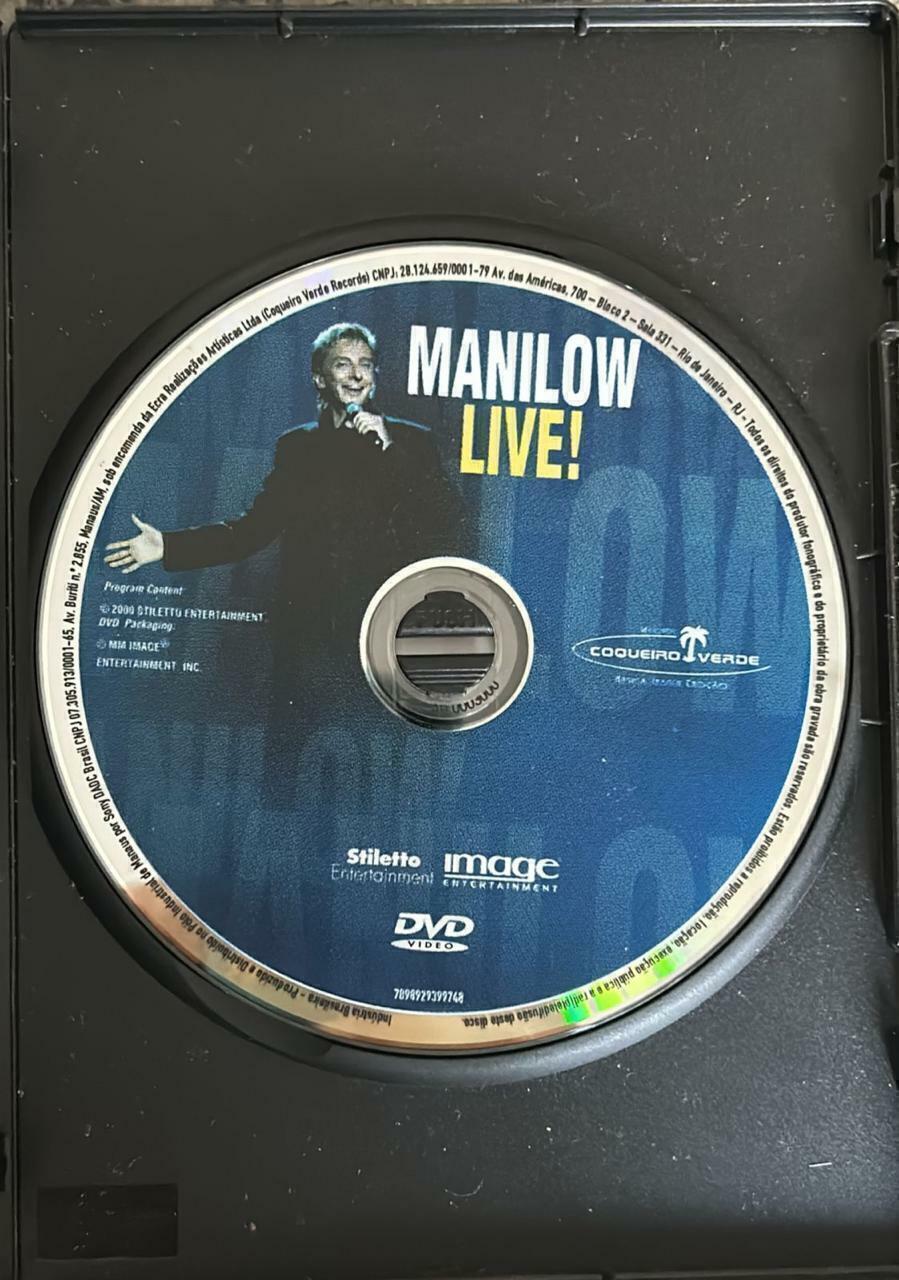 MANILOW
LIVE!
Program Content
© 2000 STILETTO ENTERTAINMENT
DVD Packaging:
MM IMAGE
ENTERTAINMENT, INC.
COQUEIRO VERDE
Stiletto
Entertainment
image
ENTERTAINMENT
DVD
VIDEO
7898929399748
Indústria Brasileira - Produzido e Distribuído no Pólo Industrial de Manaus por Sony DADC Brasil CNPJ 07.305.913/0001-65, Av. Buriti n.º 2.855, Manaus/AM, sob encomenda da Ecra Realizações Artísticas Ltda (Coqueiro Verde Records) CNPJ: 28.124.659/0001-79 Av. das Américas, 700 – Bloco 2 – Sala 331 – Rio de Janeiro – RJ - Todos os direitos do produtor fonográfico e do proprietário da obra gravada são reservados. Estão proibidos a reprodução, locação, execução pública e a radi(tele)difusão deste disco.